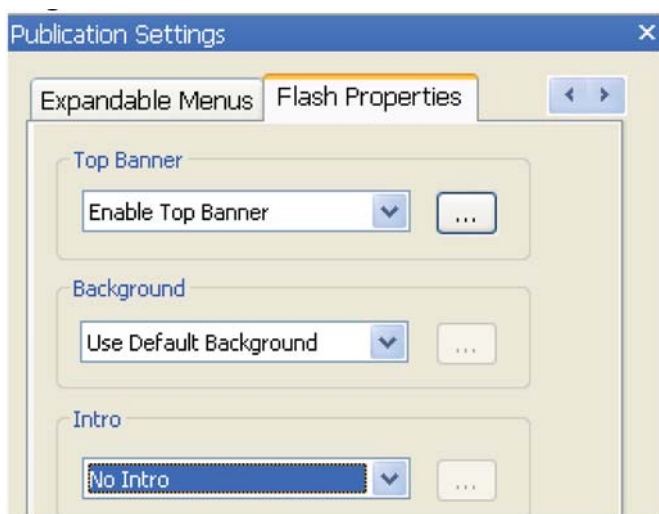 Publication Settings
Expandable Menus
Flash Properties
Top Banner
Enable Top Banner
...
Background
Use Default Background
...
Intro
No Intro
...